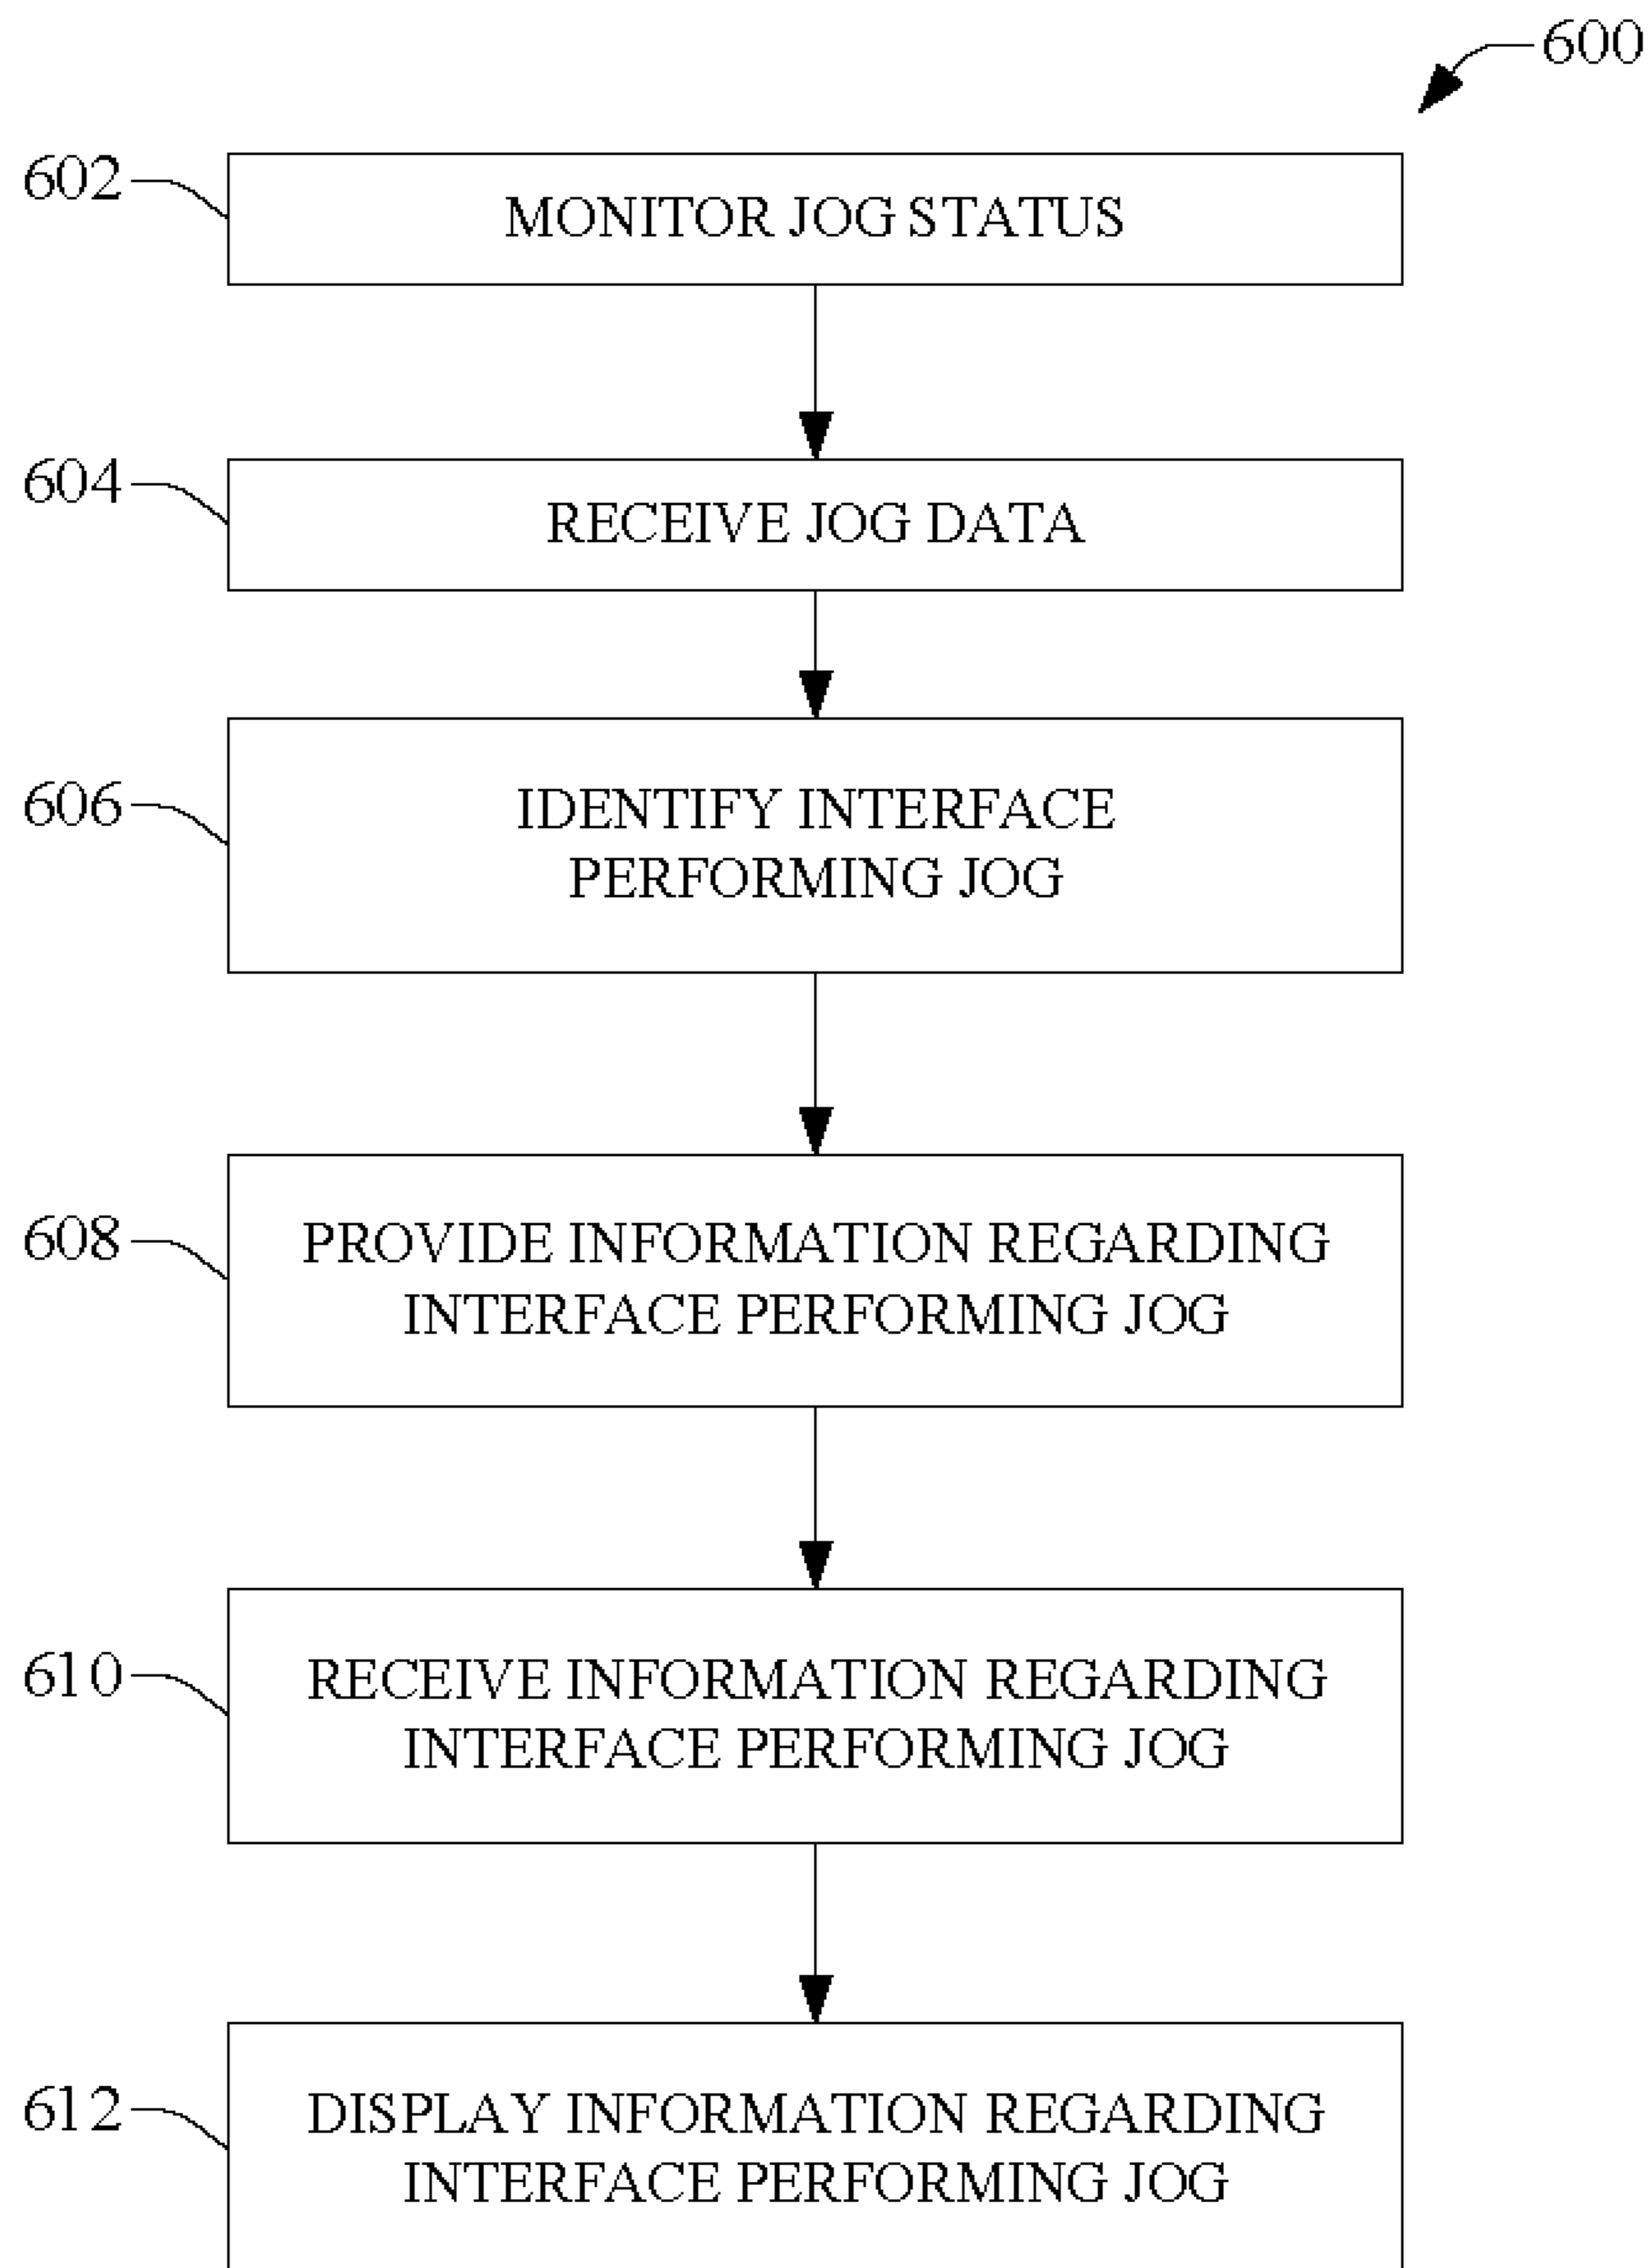 600
602
MONITOR JOG STATUS
604
RECEIVE JOG DATA
606
IDENTIFY INTERFACE
PERFORMING JOG
608
PROVIDE INFORMATION REGARDING
INTERFACE PERFORMING JOG
610
RECEIVE INFORMATION REGARDING
INTERFACE PERFORMING JOG
612
DISPLAY INFORMATION REGARDING
INTERFACE PERFORMING JOG